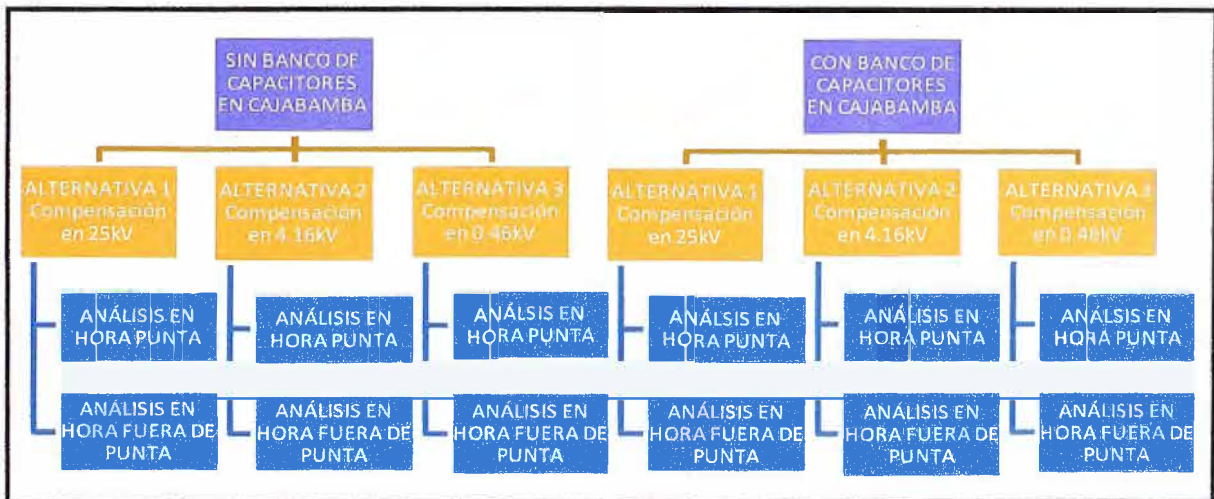 SIN BANCO DE
CAPACITORES
EN CAJABAMBA
CON BANCO DE
CAPACITORES
EN CAJABAMBA
ALTERNATIVA 1
Compensación
en 25kV
ALTERNATIVA 2
Compensación
en 4.16kV
ALTERNATIVA 3
Compensación
en 0.46kV
ALTERNATIVA 1
Compensación
en 25kV
ALTERNATIVA 2
Compensación
en 4.16kV
ALTERNATIVA 3
Compensación
en 0.46kV
ANÁLISIS EN
HORA PUNTA
ANÁLISIS EN
HORA PUNTA
ANÁLSIS EN
HORA PUNTA
ANÁLSIS EN
HORA PUNTA
ANÁLISIS EN
HORA PUNTA
ANÁLSIS EN
HORA PUNTA
ANÁLISIS EN
HORA FUERA DE
PUNTA
ANÁLISIS EN
HORA FUERA DE
PUNTA
ANÁLISIS EN
HORA FUERA DE
PUNTA
ANÁLISIS EN
HORA FUERA DE
PUNTA
ANÁLISIS EN
HORA FUERA DE
PUNTA
ANÁLISIS EN
HORA FUERA DE
PUNTA